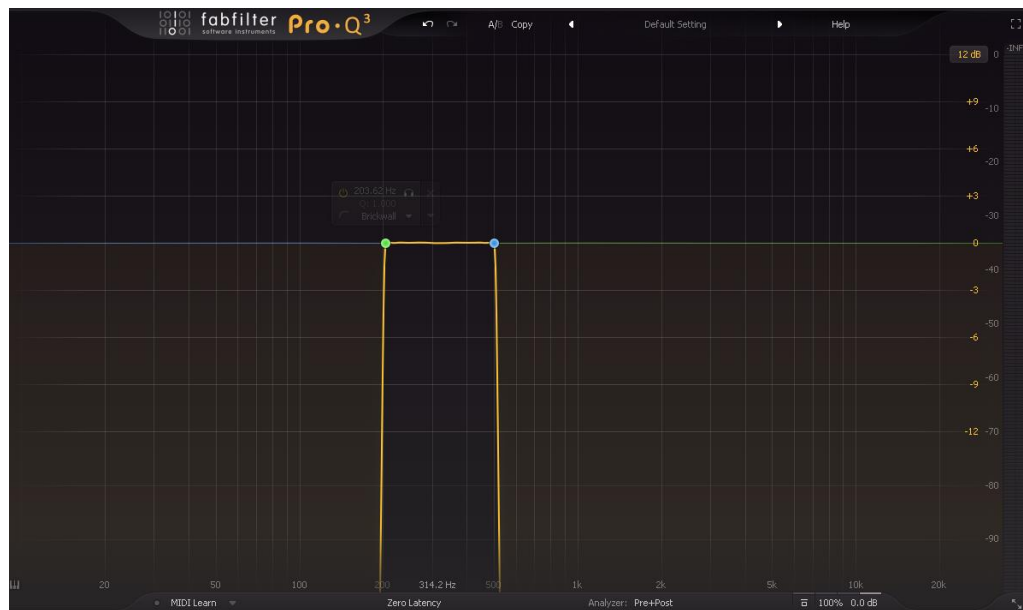 fabfilter Pro·Q³
software instruments
A/B Copy Default Setting Help
12 dB 0 -INF
+9 -10
+6 -20
+3 -30
203.62 Hz
Q: 1.000
Brickwall
0 -40
-3 -50
-6 -60
-9
-12 -70
-80
-90
20 50 100 200 314.2 Hz 500 1k 2k 5k 10k 20k
MIDI Learn Zero Latency Analyzer: Pre+Post 100% 0.0 dB